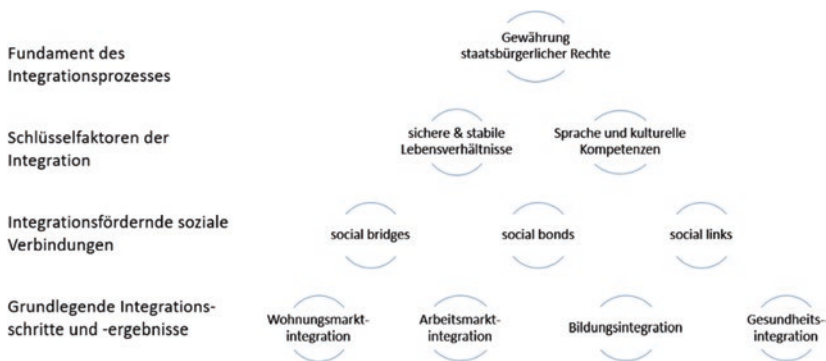 Fundament des
Integrationsprozesses
Gewährung
staatsbürgerlicher Rechte
Schlüsselfaktoren der
Integration
sichere & stabile
Lebensverhältnisse
Sprache und kulturelle
Kompetenzen
Integrationsfördernde soziale
Verbindungen
social bridges
social bonds
social links
Grundlegende Integrations-
schritte und -ergebnisse
Wohnungsmarkt-
integration
Arbeitsmarkt-
integration
Bildungsintegration
Gesundheits-
integration